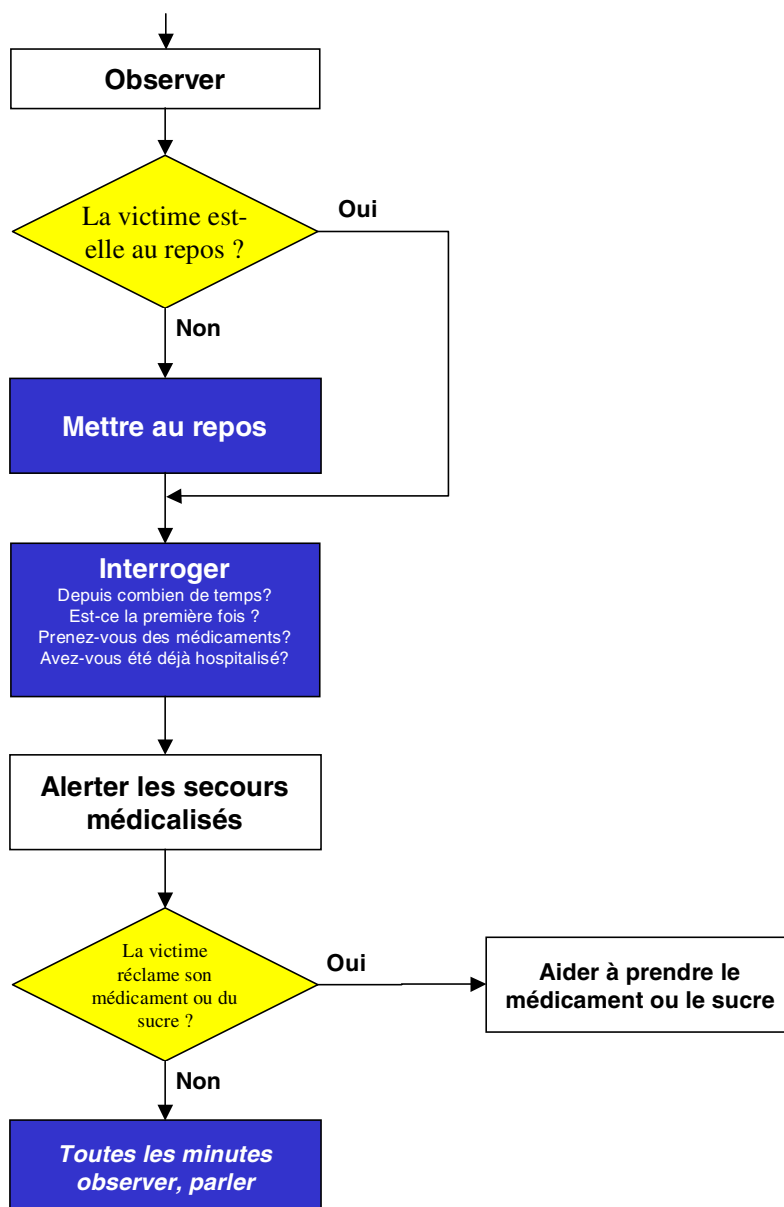 Observer
La victime est-
elle au repos ?
Oui
Non
Mettre au repos
Interroger
Depuis combien de temps?
Est-ce la première fois ?
Prenez-vous des médicaments?
Avez-vous été déjà hospitalisé?
Alerter les secours
médicalisés
La victime
réclame son
médicament ou du
sucre ?
Oui
Aider à prendre le
médicament ou le sucre
Non
Toutes les minutes
observer, parler